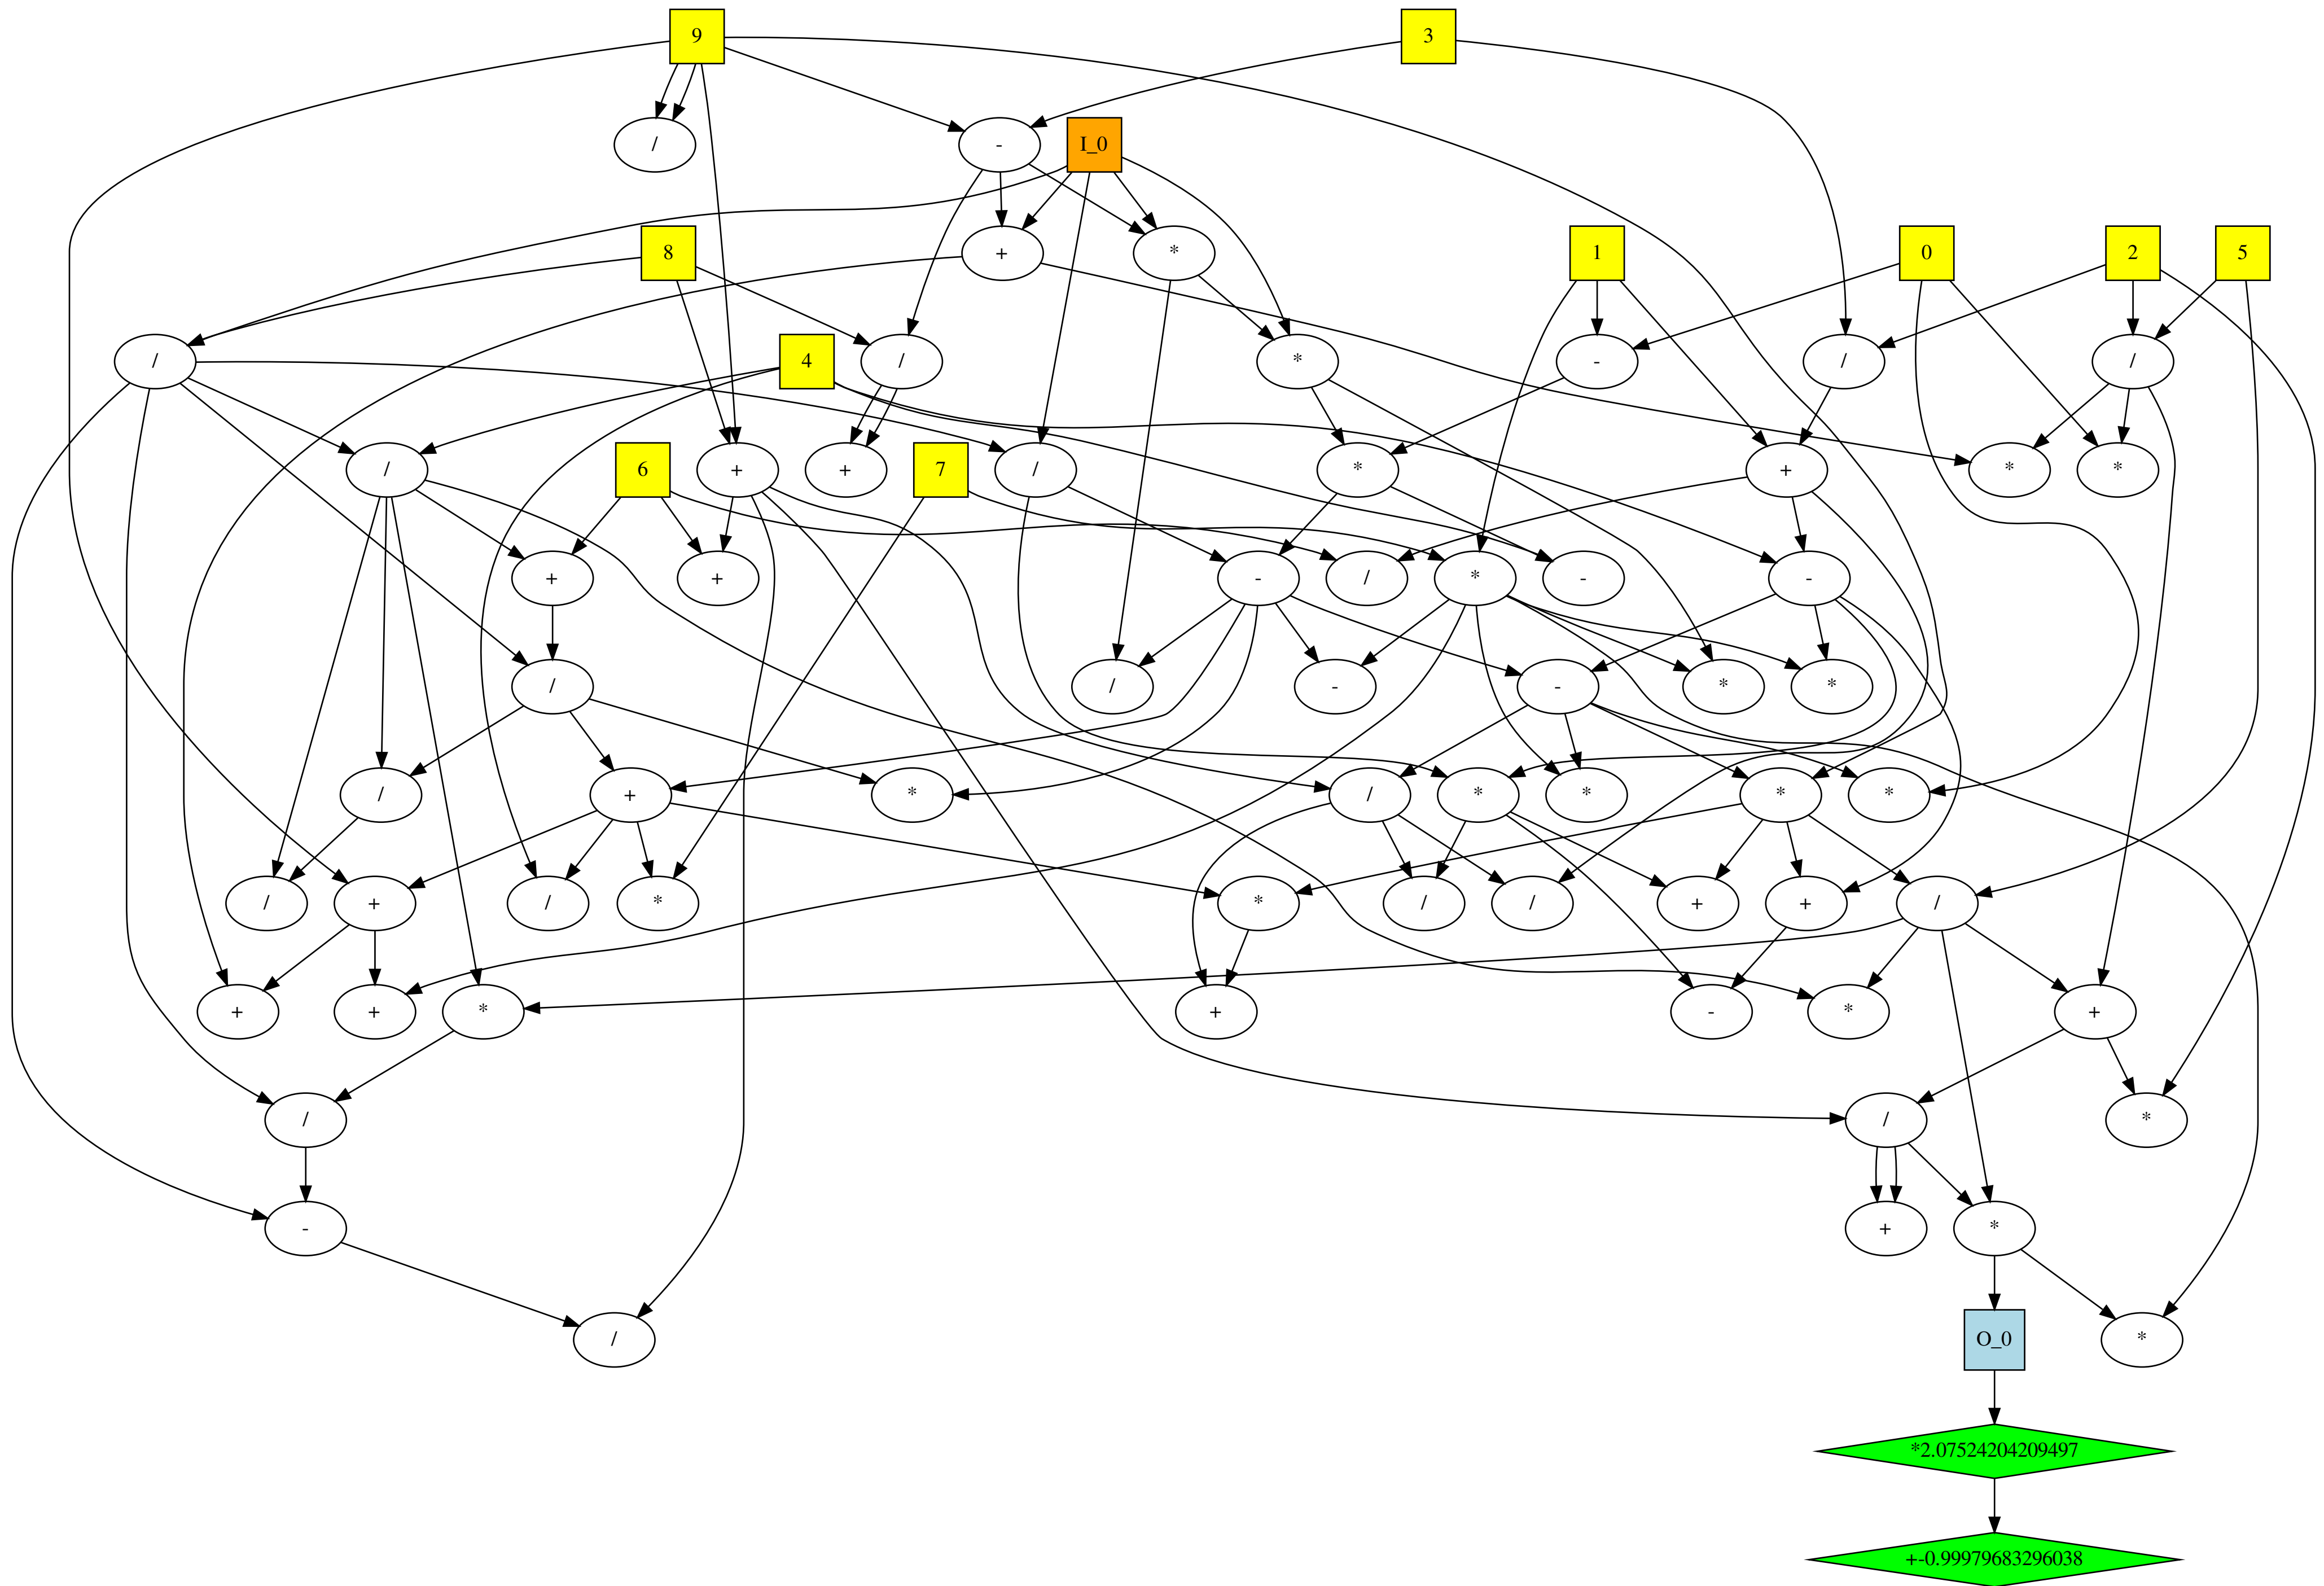 9 3
/ - I_0
8 + * 1 0 2 5
/ 4 / * - / /
/ 6 + + 7 / * + * *
+ + - / * - -
/ / - - * *
/ + * / * * * *
/ + / * * / / + + /
+ + * + - * +
/ / *
- + *
/ O_0 *
*2.07524204209497
+-0.99979683296038